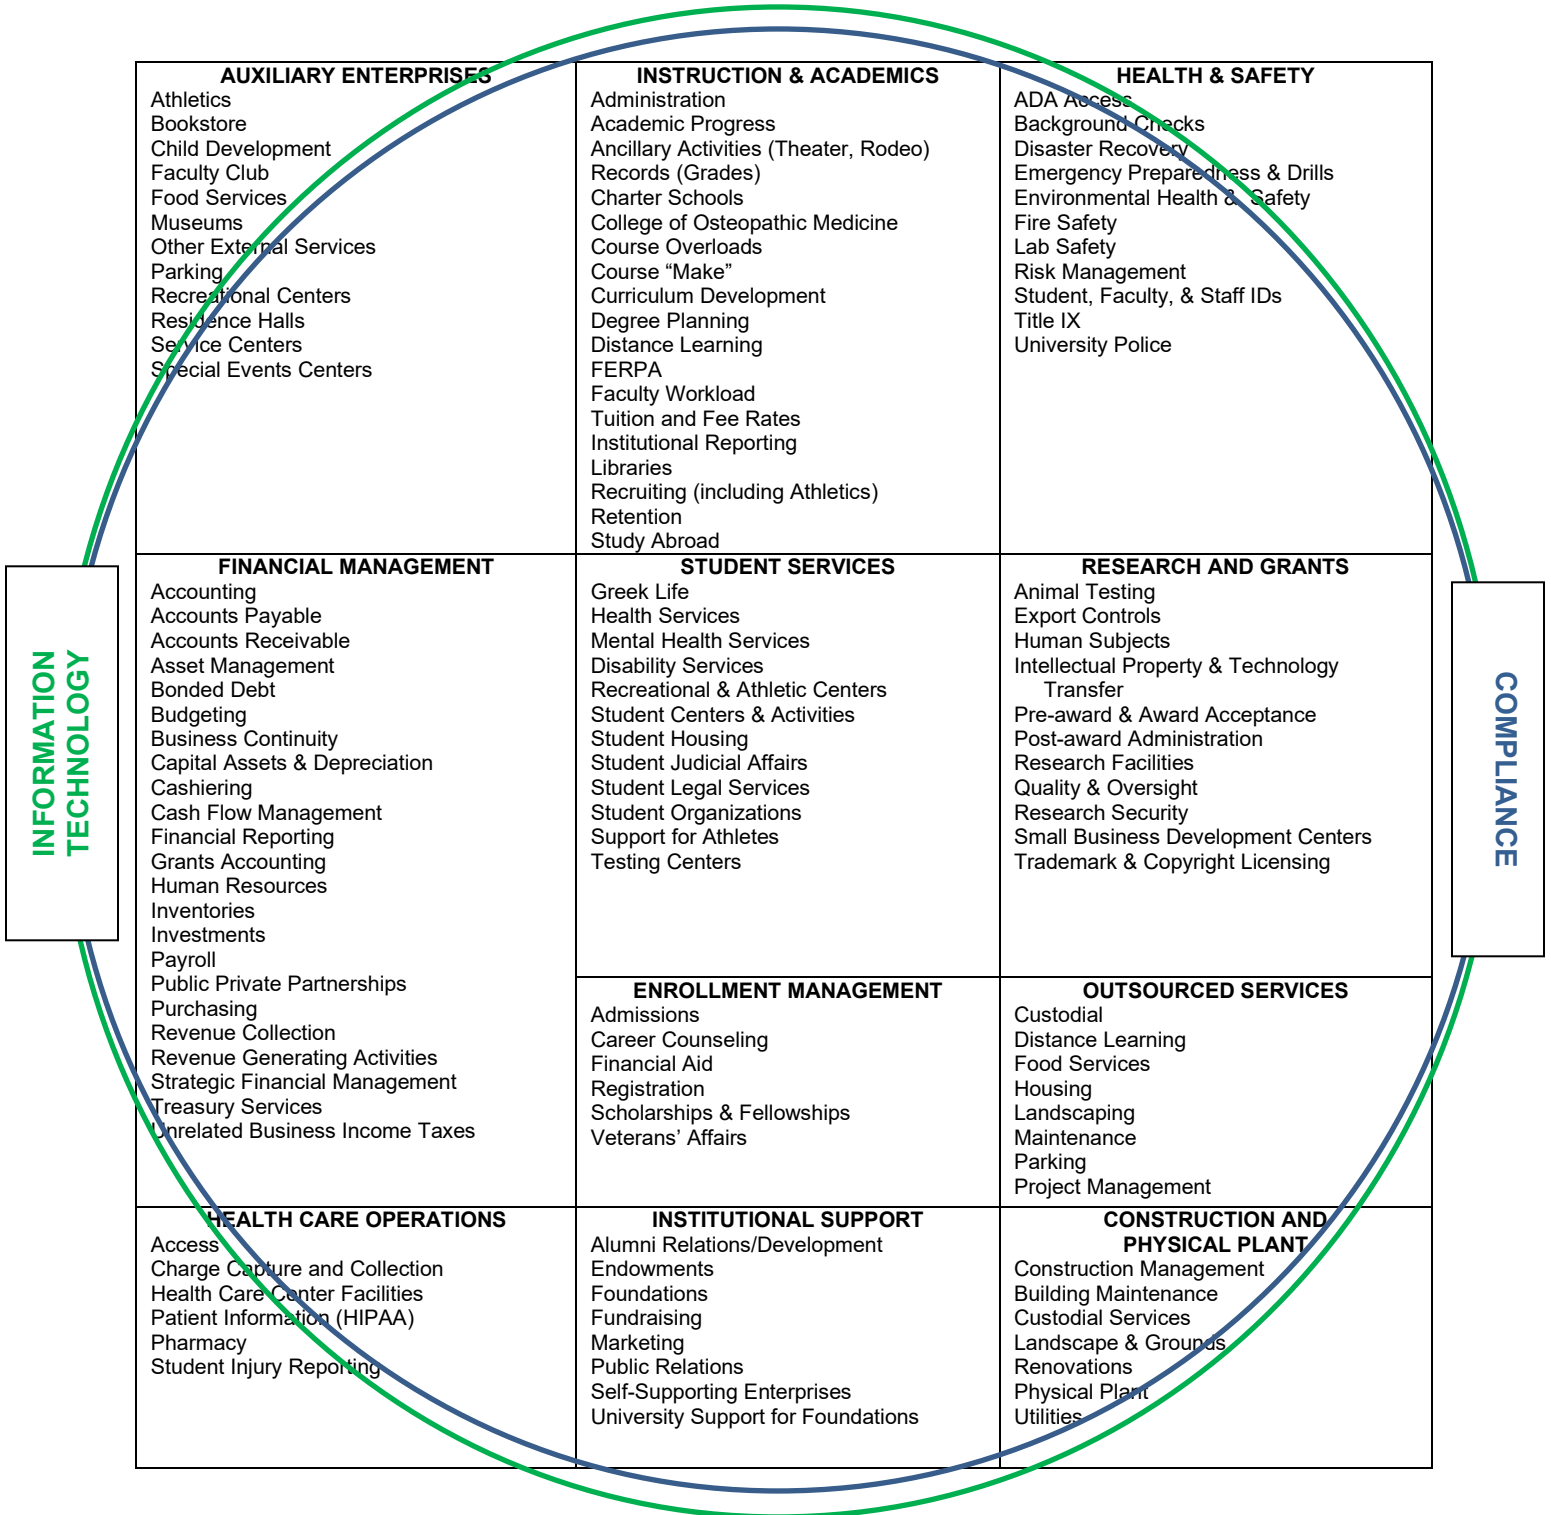 AUXILIARY ENTERPRISES
Athletics
Bookstore
Child Development
Faculty Club
Food Services
Museums
Other External Services
Parking
Recreational Centers
Residence Halls
Service Centers
Special Events Centers
INSTRUCTION & ACADEMICS
Administration
Academic Progress
Ancillary Activities (Theater, Rodeo)
Records (Grades)
Charter Schools
College of Osteopathic Medicine
Course Overloads
Course “Make”
Curriculum Development
Degree Planning
Distance Learning
FERPA
Faculty Workload
Tuition and Fee Rates
Institutional Reporting
Libraries
Recruiting (including Athletics)
Retention
Study Abroad
HEALTH & SAFETY
ADA Access
Background Checks
Disaster Recovery
Emergency Preparedness & Drills
Environmental Health & Safety
Fire Safety
Lab Safety
Risk Management
Student, Faculty, & Staff IDs
Title IX
University Police
INFORMATION
TECHNOLOGY
FINANCIAL MANAGEMENT
Accounting
Accounts Payable
Accounts Receivable
Asset Management
Bonded Debt
Budgeting
Business Continuity
Capital Assets & Depreciation
Cashiering
Cash Flow Management
Financial Reporting
Grants Accounting
Human Resources
Inventories
Investments
Payroll
Public Private Partnerships
Purchasing
Revenue Collection
Revenue Generating Activities
Strategic Financial Management
Treasury Services
Unrelated Business Income Taxes
STUDENT SERVICES
Greek Life
Health Services
Mental Health Services
Disability Services
Recreational & Athletic Centers
Student Centers & Activities
Student Housing
Student Judicial Affairs
Student Legal Services
Student Organizations
Support for Athletes
Testing Centers
RESEARCH AND GRANTS
Animal Testing
Export Controls
Human Subjects
Intellectual Property & Technology
Transfer
Pre-award & Award Acceptance
Post-award Administration
Research Facilities
Quality & Oversight
Research Security
Small Business Development Centers
Trademark & Copyright Licensing
COMPLIANCE
ENROLLMENT MANAGEMENT
Admissions
Career Counseling
Financial Aid
Registration
Scholarships & Fellowships
Veterans’ Affairs
OUTSOURCED SERVICES
Custodial
Distance Learning
Food Services
Housing
Landscaping
Maintenance
Parking
Project Management
HEALTH CARE OPERATIONS
Access
Charge Capture and Collection
Health Care Center Facilities
Patient Information (HIPAA)
Pharmacy
Student Injury Reporting
INSTITUTIONAL SUPPORT
Alumni Relations/Development
Endowments
Foundations
Fundraising
Marketing
Public Relations
Self-Supporting Enterprises
University Support for Foundations
CONSTRUCTION AND
PHYSICAL PLANT
Construction Management
Building Maintenance
Custodial Services
Landscape & Grounds
Renovations
Physical Plant
Utilities